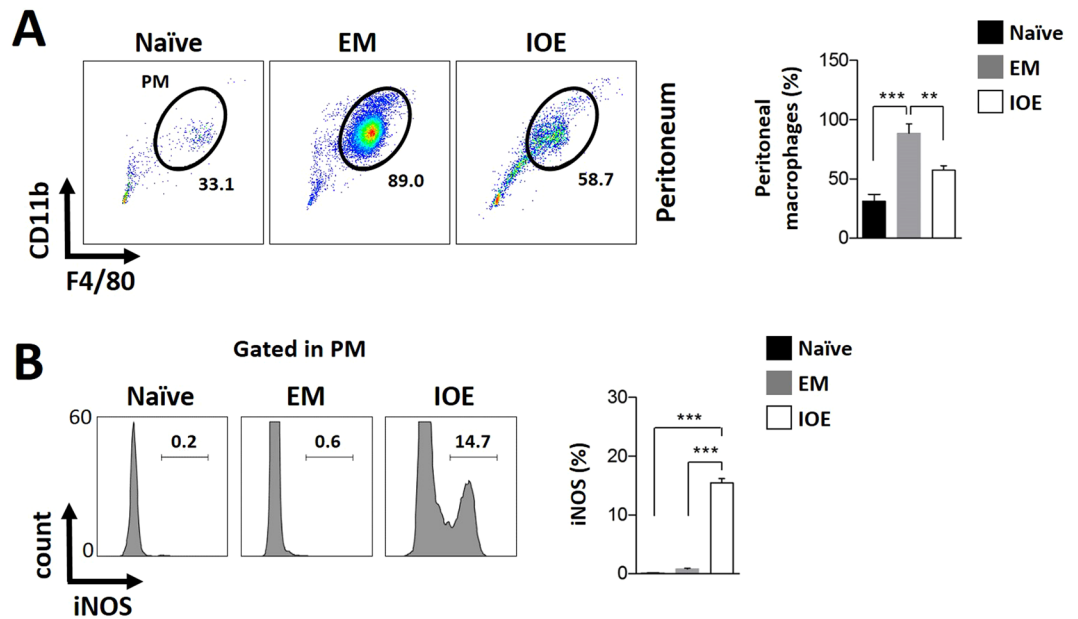 A
Naïve
EM
IOE
PM
33.1
89.0
58.7
CD11b
F4/80
Peritoneum
Peritoneal
macrophages (%)
150
100
50
0
***
**
Naïve
EM
IOE
B
Gated in PM
Naïve
EM
IOE
60
0
0.2
0.6
14.7
count
iNOS
iNOS (%)
30
20
10
0
***
***
Naïve
EM
IOE